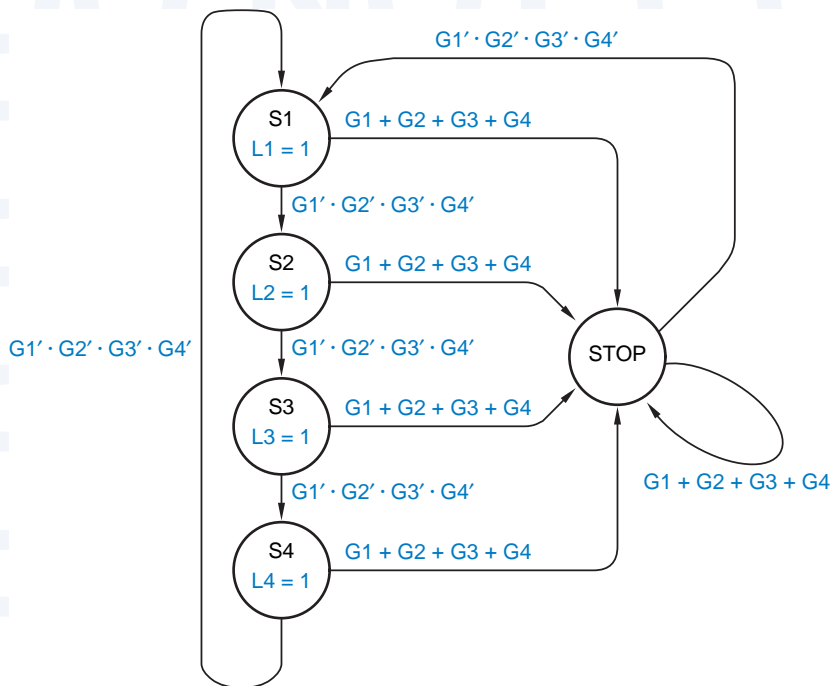 G1′ · G2′ · G3′ · G4′
S1
L1 = 1
G1 + G2 + G3 + G4
G1′ · G2′ · G3′ · G4′
S2
L2 = 1
G1 + G2 + G3 + G4
G1′ · G2′ · G3′ · G4′
G1′ · G2′ · G3′ · G4′
STOP
S3
L3 = 1
G1 + G2 + G3 + G4
G1 + G2 + G3 + G4
G1′ · G2′ · G3′ · G4′
S4
L4 = 1
G1 + G2 + G3 + G4